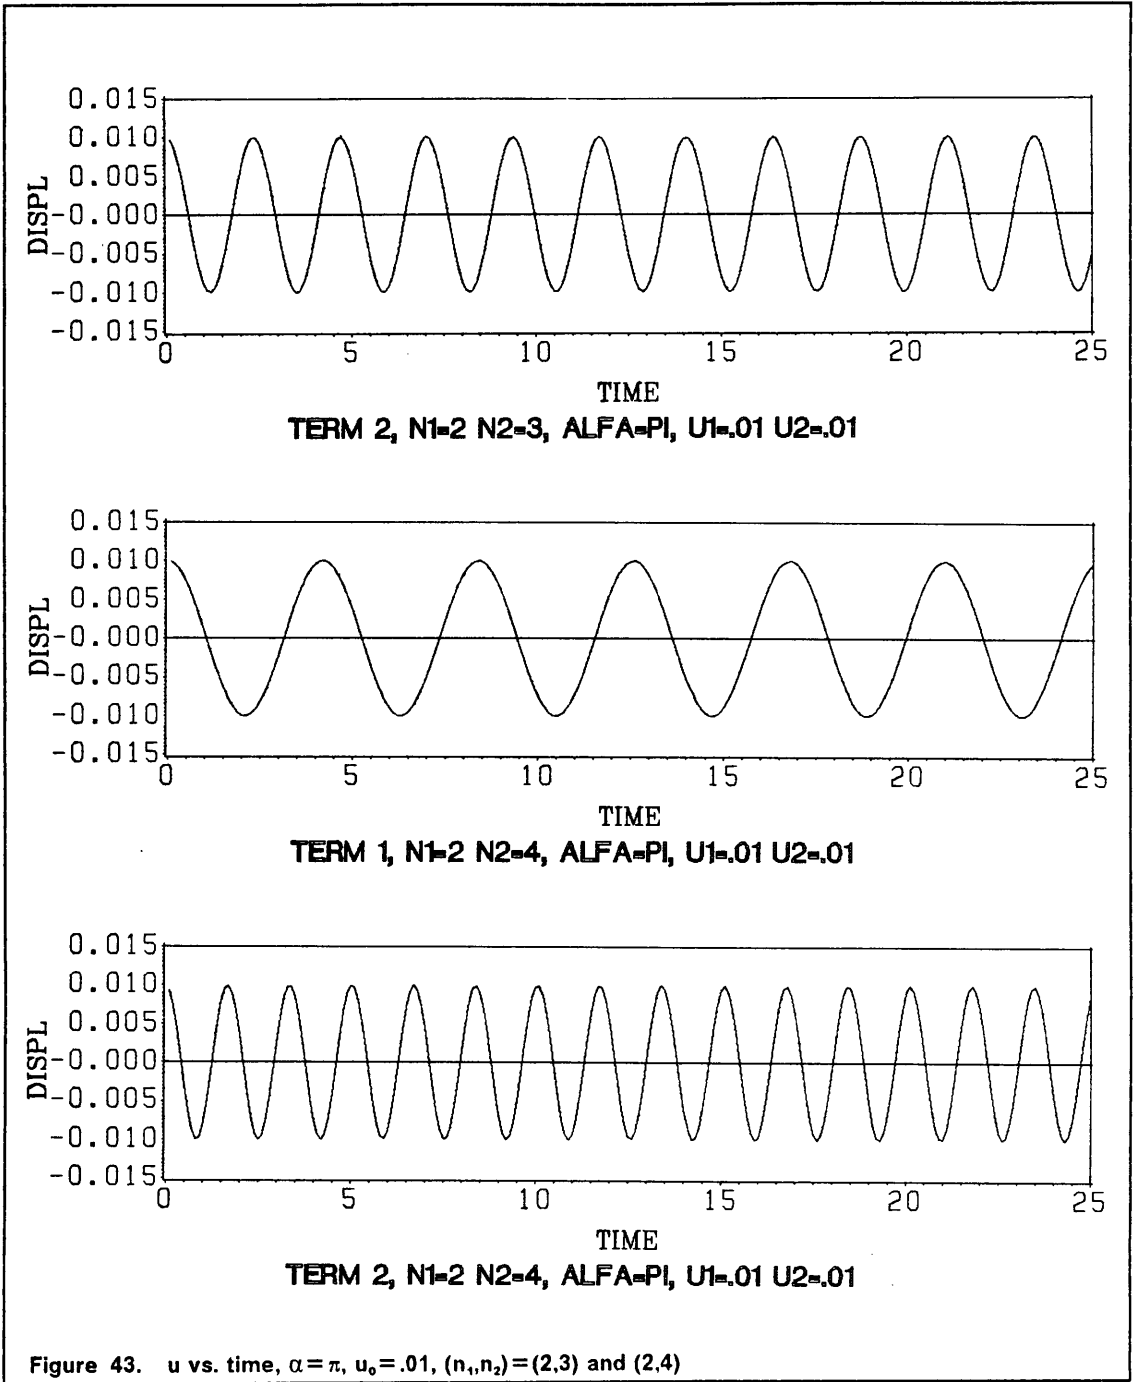 0.015
0.010
0.005
-0.000
-0.005
-0.010
-0.015
DISPL
0 5 10 15 20 25
TIME
TERM 2, N1=2 N2=3, ALFA=PI, U1=.01 U2=.01
0.015
0.010
0.005
-0.000
-0.005
-0.010
-0.015
DISPL
0 5 10 15 20 25
TIME
TERM 1, N1=2 N2=4, ALFA=PI, U1=.01 U2=.01
0.015
0.010
0.005
-0.000
-0.005
-0.010
-0.015
DISPL
0 5 10 15 20 25
TIME
TERM 2, N1=2 N2=4, ALFA=PI, U1=.01 U2=.01
Figure 43. u vs. time, α = π, u₀ = .01, (n₁,n₂) = (2,3) and (2,4)